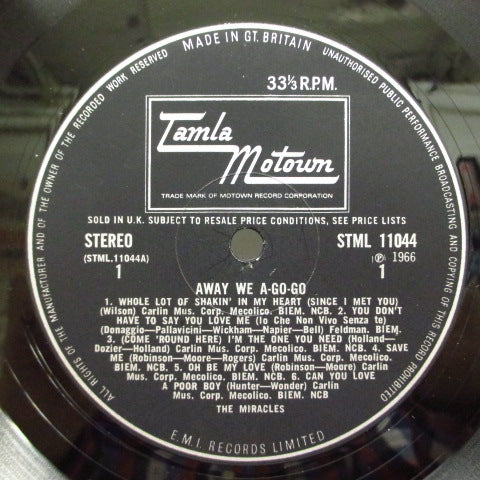 MADE IN GT. BRITAIN
UNAUTHORISED PUBLIC PERFORMANCE BROADCASTING AND COPYING OF THIS RECORD PROHIBITED
ALL RIGHTS OF THE MANUFACTURER AND OF THE OWNER OF THE RECORDED WORK RESERVED
33⅓ R.P.M.
Tamla
Motown
TRADE MARK OF MOTOWN RECORD CORPORATION
SOLD IN U.K. SUBJECT TO RESALE PRICE CONDITIONS, SEE PRICE LISTS
STEREO
(STML.11044A)
1
STML 11044
Ⓟ 1966
1
AWAY WE A-GO-GO
1. WHOLE LOT OF SHAKIN' IN MY HEART (SINCE I MET YOU)
(Wilson) Carlin Mus. Corp. Mecolico. BIEM. NCB. 2. YOU DON'T
HAVE TO SAY YOU LOVE ME (Io Che Non Vivo Senza te)
(Donaggio—Pallavicini—Wickham—Napier—Bell) Feldman. BIEM.
3. (COME 'ROUND HERE) I'M THE ONE YOU NEED (Holland—
Dozier—Holland) Carlin Mus. Corp. Mecolico. BIEM. NCB. 4. SAVE
ME (Robinson—Moore—Rogers) Carlin Mus. Corp. Mecolico.
BIEM. NCB. 5. OH BE MY LOVE (Robinson—Moore) Carlin
Mus. Corp. Mecolico. BIEM. NCB. 6. CAN YOU LOVE
A POOR BOY (Hunter—Wonder) Carlin
Mus. Corp. Mecolico. BIEM. NCB
THE MIRACLES
E.M.I. RECORDS LIMITED